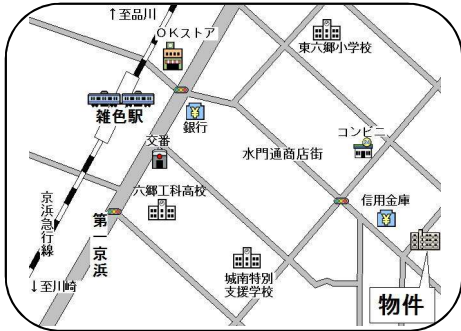 ↑至品川
OKストア
東六郷小学校
雑色駅
銀行
コンビニ
交番
水門通商店街
六郷工科高校
信用金庫
京浜急行線
第一京浜
城南特別
支援学校
↓至川崎
物件